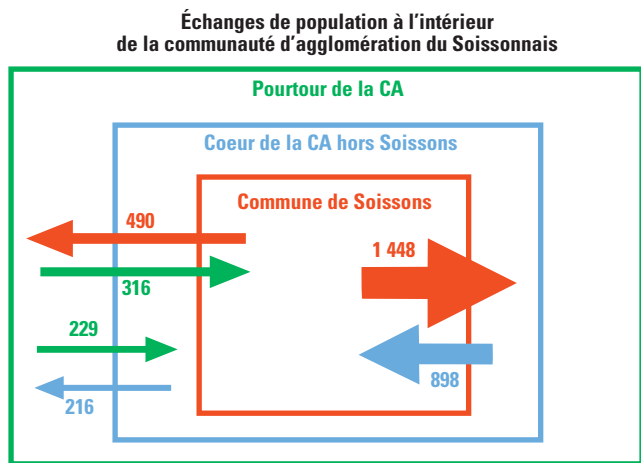 Échanges de population à l'intérieur
de la communauté d'agglomération du Soissonnais
Pourtour de la CA
Coeur de la CA hors Soissons
Commune de Soissons
490
1 448
316
229
898
216